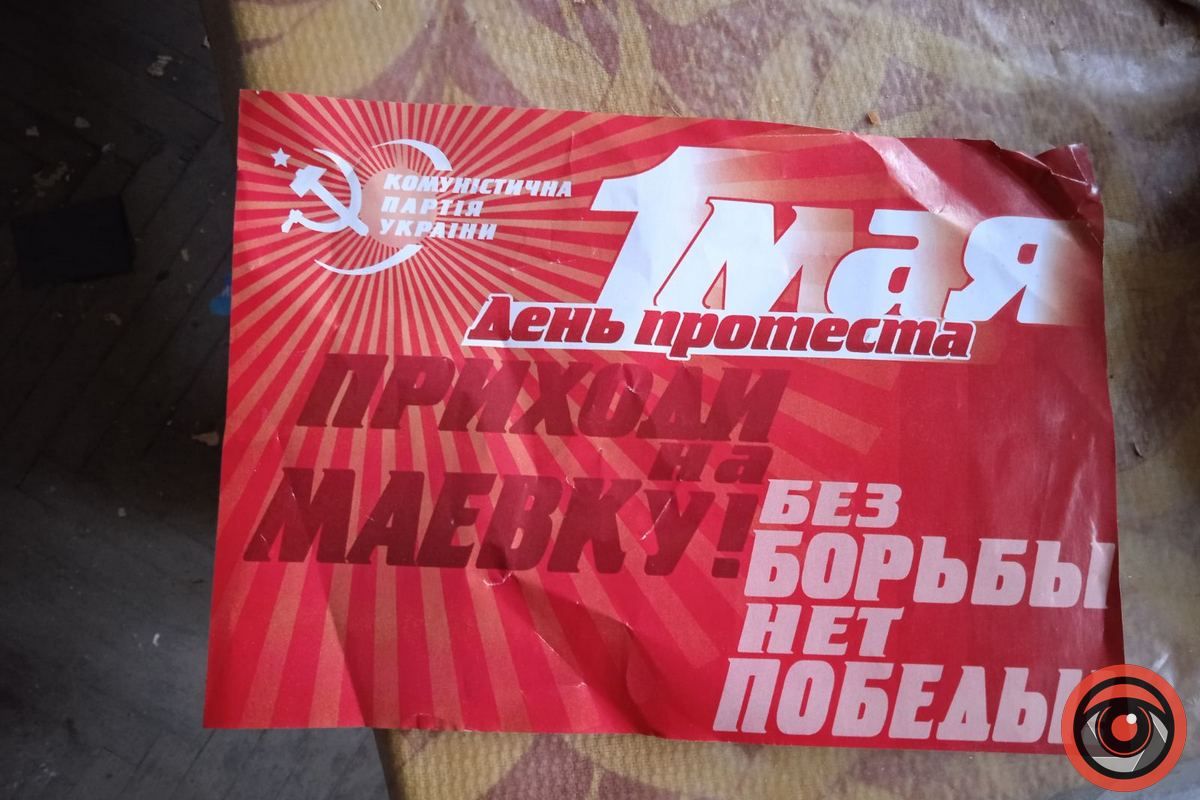 КОМУНІСТИЧНА
ПАРТІЯ
УКРАЇНИ
1 мая
День протеста
ПРИХОДИ
на
МАЕВКУ!
БЕЗ
БОРЬБЫ
НЕТ
ПОБЕДЫ